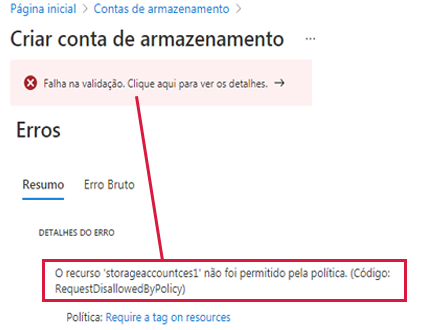 Página inicial > Contas de armazenamento >
Criar conta de armazenamento ...
Falha na validação. Clique aqui para ver os detalhes. →
Erros
Resumo Erro Bruto
DETALHES DO ERRO
O recurso 'storageaccountces1' não foi permitido pela política. (Código:
RequestDisallowedByPolicy)
Política: Require a tag on resources